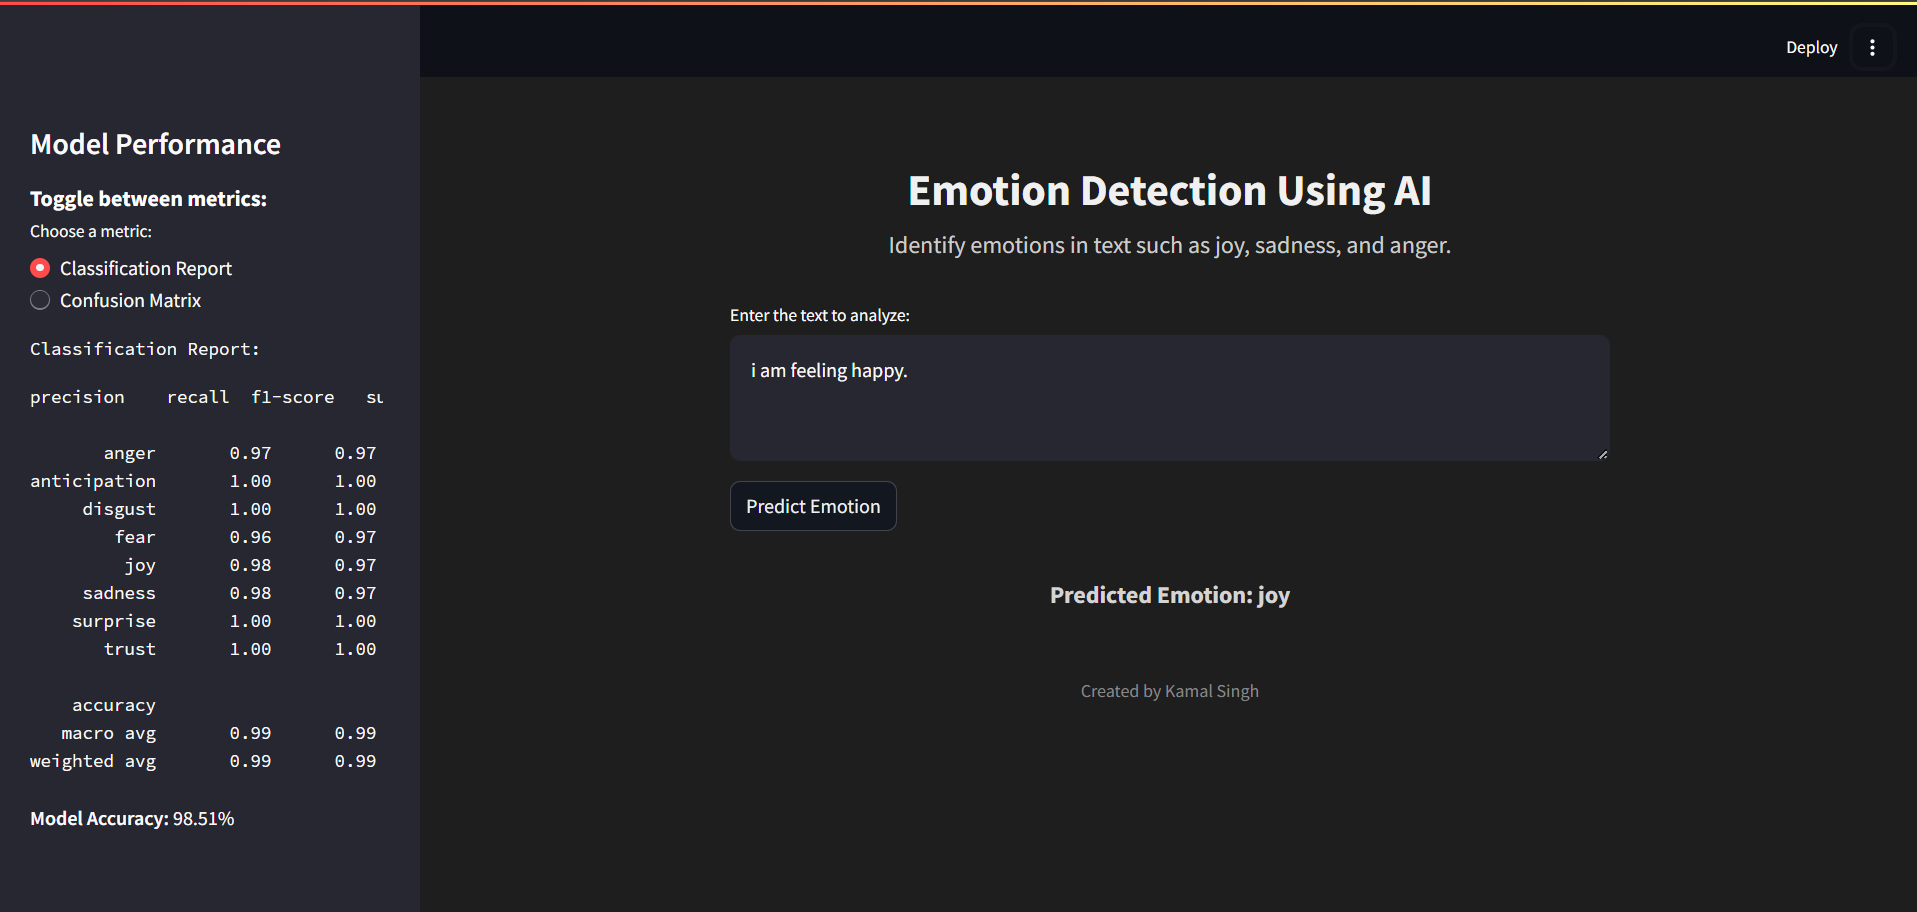 Deploy
Model Performance
Toggle between metrics:
Choose a metric:
Classification Report
Confusion Matrix
Classification Report:
precision    recall  f1-score   su
anger       0.97      0.97
anticipation       1.00      1.00
disgust       1.00      1.00
fear       0.96      0.97
joy       0.98      0.97
sadness       0.98      0.97
surprise       1.00      1.00
trust       1.00      1.00
accuracy
macro avg       0.99      0.99
weighted avg       0.99      0.99
Model Accuracy: 98.51%
Emotion Detection Using AI
Identify emotions in text such as joy, sadness, and anger.
Enter the text to analyze:
i am feeling happy.
Predict Emotion
Predicted Emotion: joy
Created by Kamal Singh